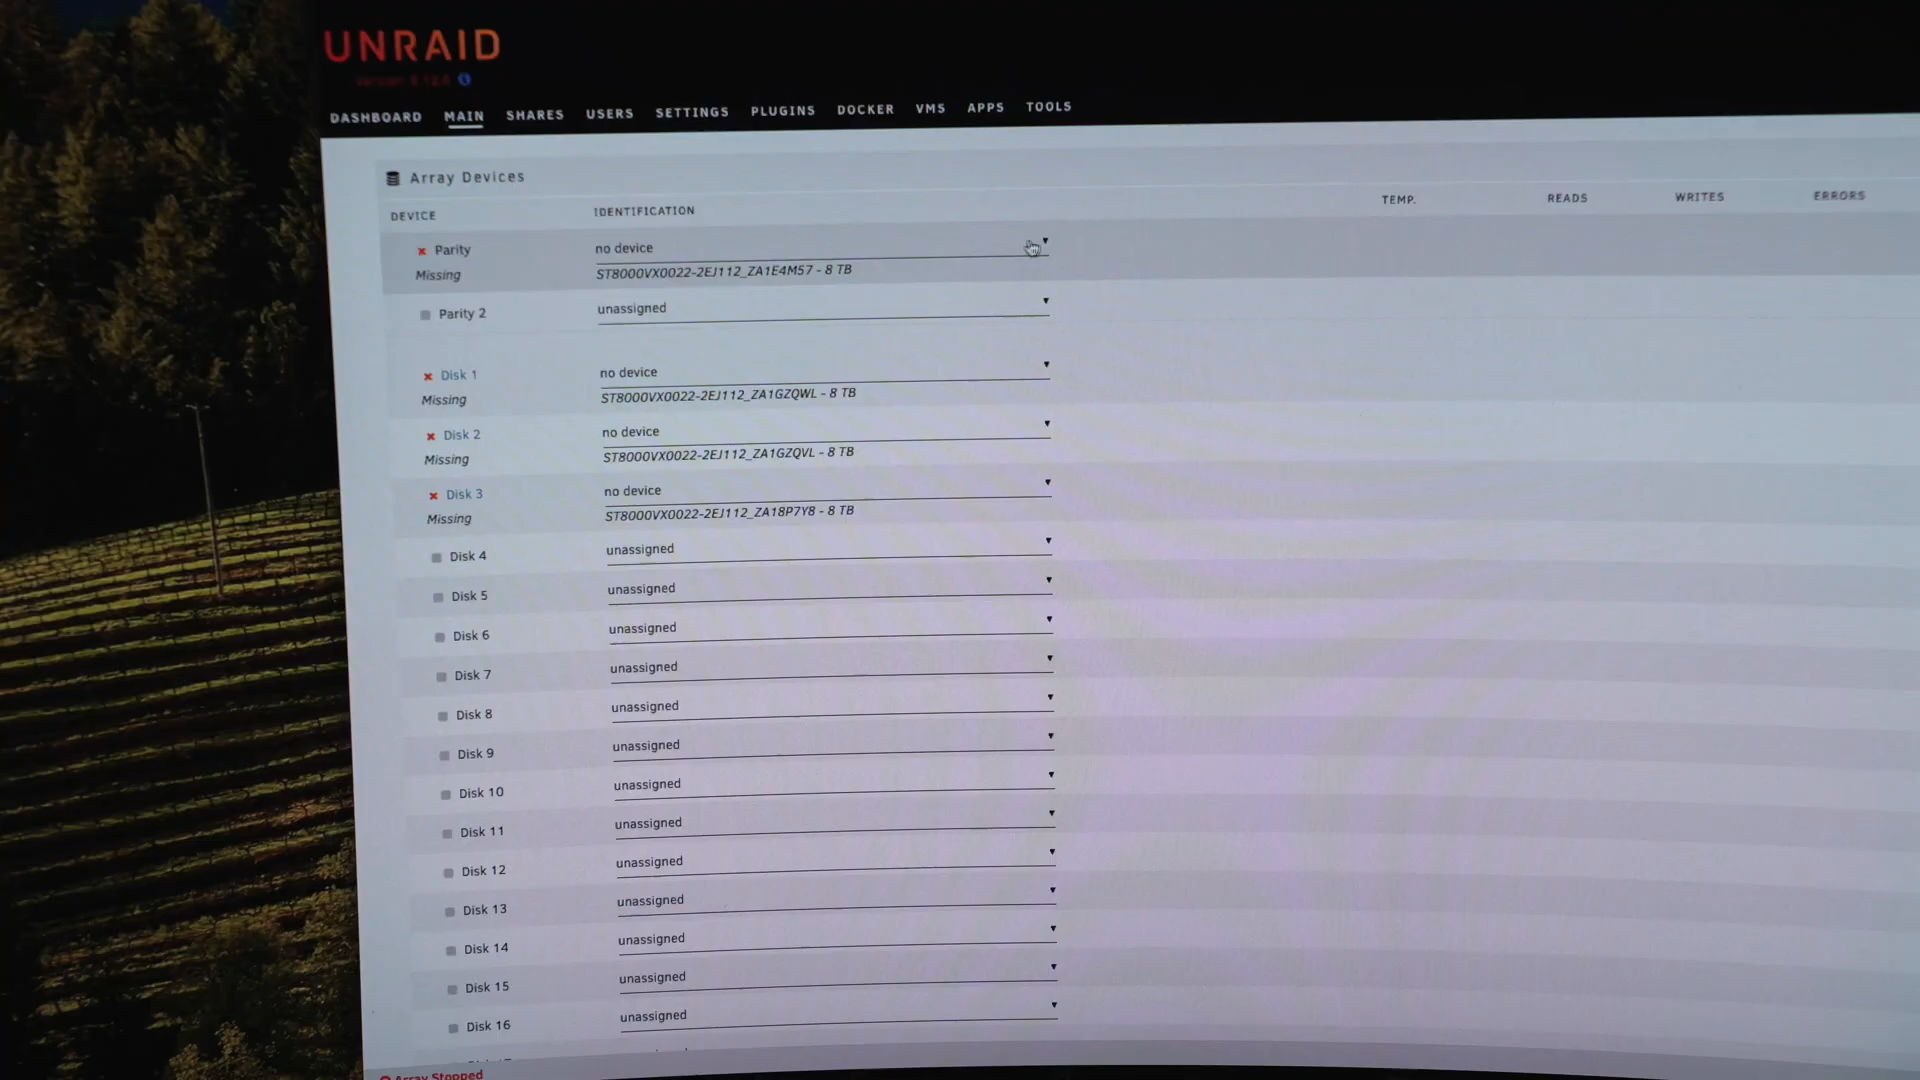 UNRAID
Version: 6.12.6
DASHBOARD MAIN SHARES USERS SETTINGS PLUGINS DOCKER VMS APPS TOOLS
Array Devices
DEVICE IDENTIFICATION TEMP. READS WRITES ERRORS
Parity no device
Missing ST8000VX0022-2EJ112_ZA1E4M57 - 8 TB
Parity 2 unassigned
Disk 1 no device
Missing ST8000VX0022-2EJ112_ZA1GZQWL - 8 TB
Disk 2 no device
Missing ST8000VX0022-2EJ112_ZA1GZQVL - 8 TB
Disk 3 no device
Missing ST8000VX0022-2EJ112_ZA18P7Y8 - 8 TB
Disk 4 unassigned
Disk 5 unassigned
Disk 6 unassigned
Disk 7 unassigned
Disk 8 unassigned
Disk 9 unassigned
Disk 10 unassigned
Disk 11 unassigned
Disk 12 unassigned
Disk 13 unassigned
Disk 14 unassigned
Disk 15 unassigned
Disk 16 unassigned
Array Stopped